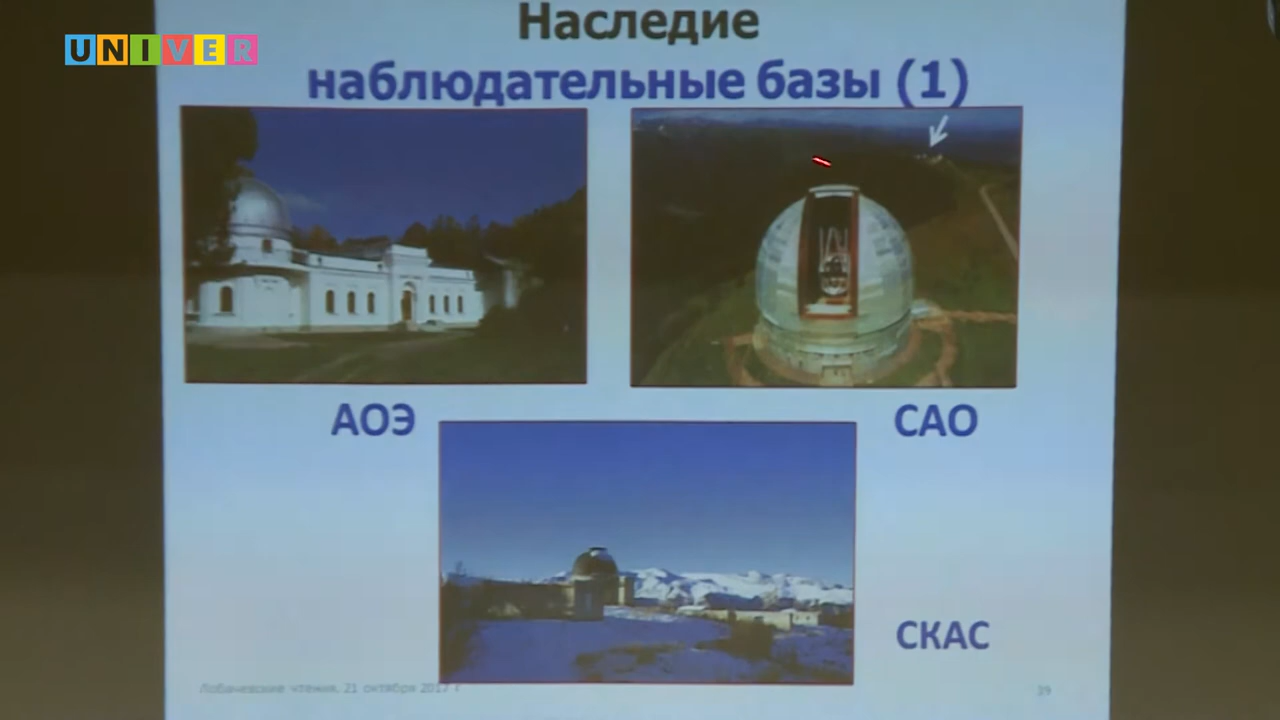 UNIVER
Наследие
наблюдательные базы (1)
АОЭ
САО
СКАС
Лобачевские чтения, 21 октября 2017 г
39